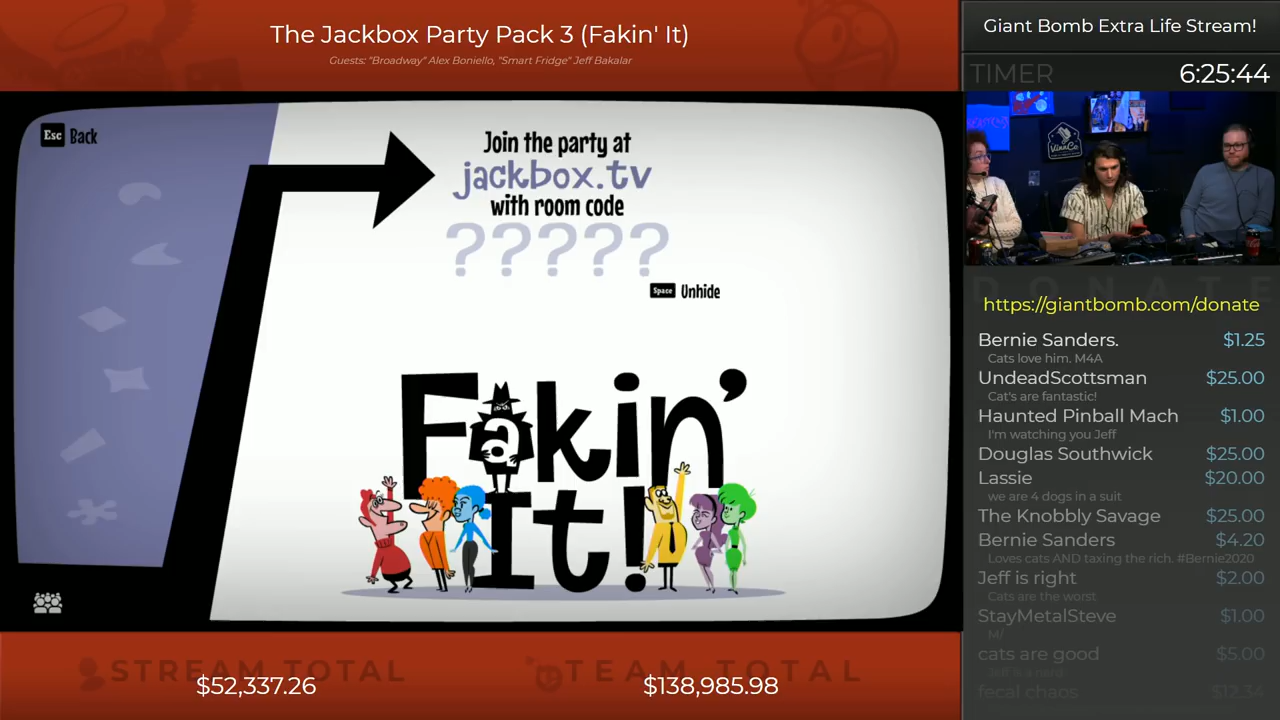 The Jackbox Party Pack 3 (Fakin' It)
Guests: "Broadway" Alex Boniello, "Smart Fridge" Jeff Bakalar
Esc Back
Join the party at
jackbox.tv
with room code
?????
Space Unhide
Fakin'
It!
STREAM TOTAL
$52,337.26
TEAM TOTAL
$138,985.98
Giant Bomb Extra Life Stream!
TIMER 6:25:44
VinnCo
DONATE
https://giantbomb.com/donate
Bernie Sanders. $1.25
Cats love him. M4A
UndeadScottsman $25.00
Cat's are fantastic!
Haunted Pinball Mach $1.00
I'm watching you Jeff
Douglas Southwick $25.00
Lassie $20.00
we are 4 dogs in a suit
The Knobbly Savage $25.00
Bernie Sanders $4.20
Loves cats AND taxing the rich. #Bernie2020
Jeff is right $2.00
Cats are the worst
StayMetalSteve $1.00
M/
cats are good $5.00
fecal chaos $12.34